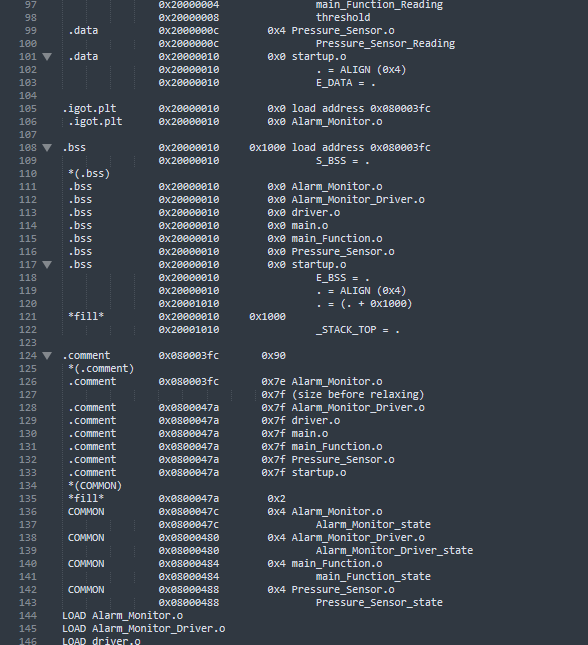 97 0x20000004 main_Function_Reading
98 0x20000008 threshold
99 .data 0x2000000c 0x4 Pressure_Sensor.o
100 0x2000000c Pressure_Sensor_Reading
101 .data 0x20000010 0x0 startup.o
102 0x20000010 . = ALIGN (0x4)
103 0x20000010 E_DATA = .
104
105 .igot.plt 0x20000010 0x0 load address 0x080003fc
106 .igot.plt 0x20000010 0x0 Alarm_Monitor.o
107
108 .bss 0x20000010 0x1000 load address 0x080003fc
109 0x20000010 S_BSS = .
110 *(.bss)
111 .bss 0x20000010 0x0 Alarm_Monitor.o
112 .bss 0x20000010 0x0 Alarm_Monitor_Driver.o
113 .bss 0x20000010 0x0 driver.o
114 .bss 0x20000010 0x0 main.o
115 .bss 0x20000010 0x0 main_Function.o
116 .bss 0x20000010 0x0 Pressure_Sensor.o
117 .bss 0x20000010 0x0 startup.o
118 0x20000010 E_BSS = .
119 0x20000010 . = ALIGN (0x4)
120 0x20001010 . = (. + 0x1000)
121 *fill* 0x20000010 0x1000
122 0x20001010 _STACK_TOP = .
123
124 .comment 0x080003fc 0x90
125 *(.comment)
126 .comment 0x080003fc 0x7e Alarm_Monitor.o
127 0x7f (size before relaxing)
128 .comment 0x0800047a 0x7f Alarm_Monitor_Driver.o
129 .comment 0x0800047a 0x7f driver.o
130 .comment 0x0800047a 0x7f main.o
131 .comment 0x0800047a 0x7f main_Function.o
132 .comment 0x0800047a 0x7f Pressure_Sensor.o
133 .comment 0x0800047a 0x7f startup.o
134 *(COMMON)
135 *fill* 0x0800047a 0x2
136 COMMON 0x0800047c 0x4 Alarm_Monitor.o
137 0x0800047c Alarm_Monitor_state
138 COMMON 0x08000480 0x4 Alarm_Monitor_Driver.o
139 0x08000480 Alarm_Monitor_Driver_state
140 COMMON 0x08000484 0x4 main_Function.o
141 0x08000484 main_Function_state
142 COMMON 0x08000488 0x4 Pressure_Sensor.o
143 0x08000488 Pressure_Sensor_state
144 LOAD Alarm_Monitor.o
145 LOAD Alarm_Monitor_Driver.o
146 LOAD driver.o